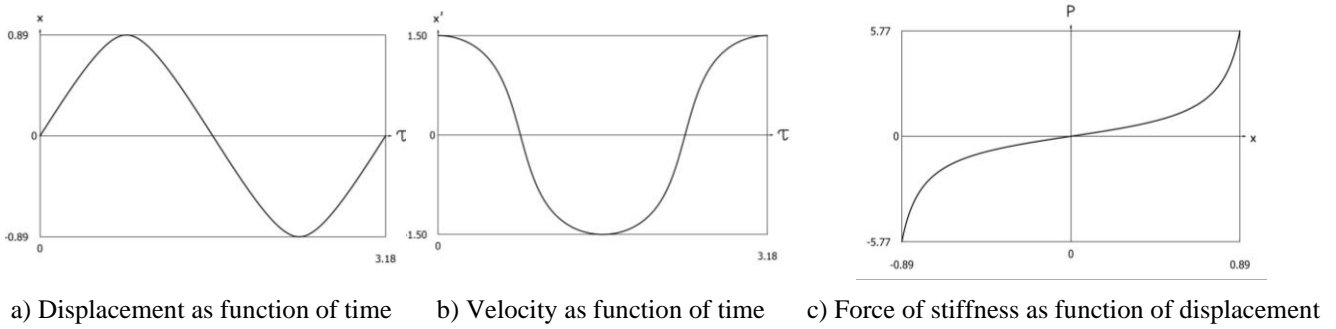 x
0.89
0
-0.89
0
3.18
τ
x'
1.50
0
1.50
0
3.18
τ
P
5.77
0
-5.77
-0.89
0
0.89
x
a) Displacement as function of time
b) Velocity as function of time
c) Force of stiffness as function of displacement